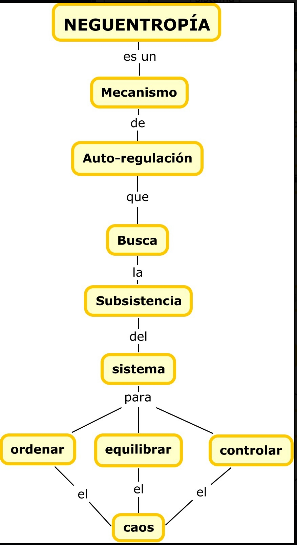 NEGUENTROPÍA
es un
Mecanismo
de
Auto-regulación
que
Busca
la
Subsistencia
del
sistema
para
ordenar
equilibrar
controlar
el
el
el
caos